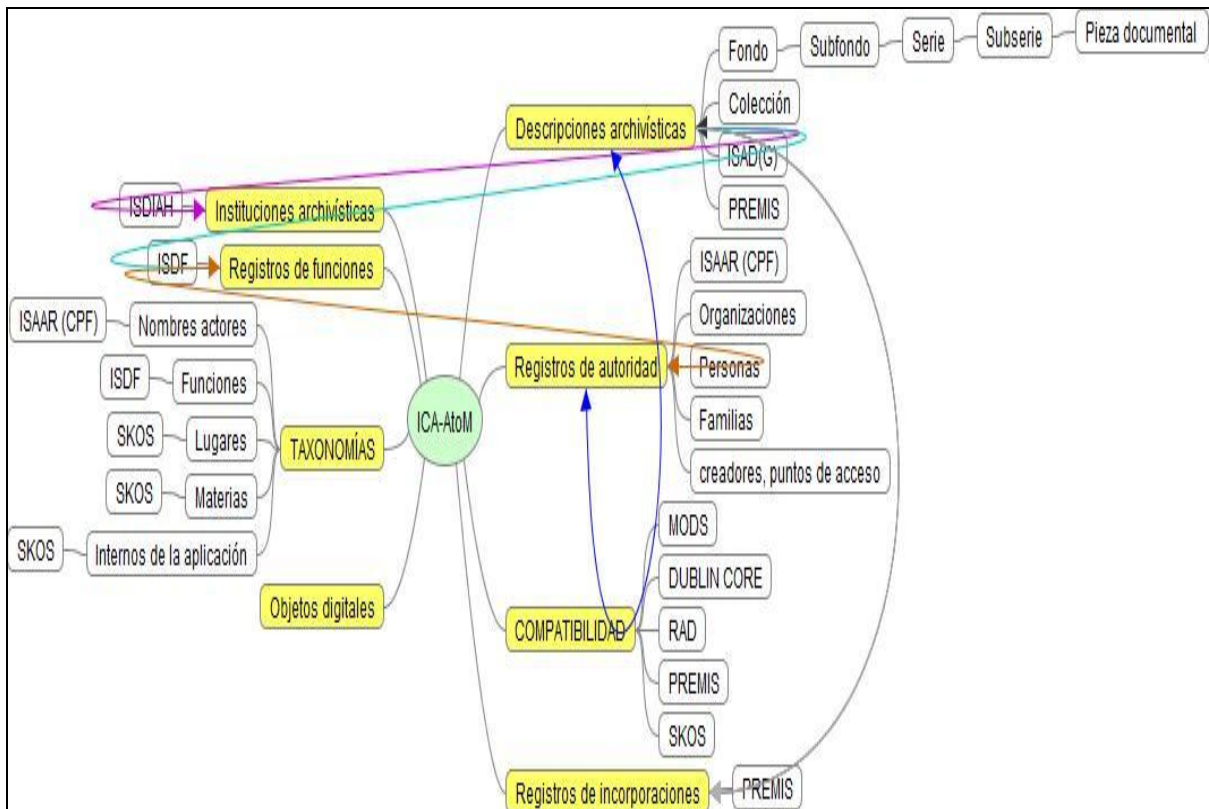 ICA-AtoM
Descripciones archivísticas
Fondo
Subfondo
Serie
Subserie
Pieza documental
Colección
ISAD(G)
PREMIS
Registros de autoridad
ISAAR (CPF)
Organizaciones
Personas
Familias
creadores, puntos de acceso
COMPATIBILIDAD
MODS
DUBLIN CORE
RAD
PREMIS
SKOS
Registros de incorporaciones
PREMIS
Instituciones archivísticas
ISDIAH
Registros de funciones
ISDF
TAXONOMÍAS
Nombres actores
ISAAR (CPF)
Funciones
ISDF
Lugares
SKOS
Materias
SKOS
Internos de la aplicación
SKOS
Objetos digitales